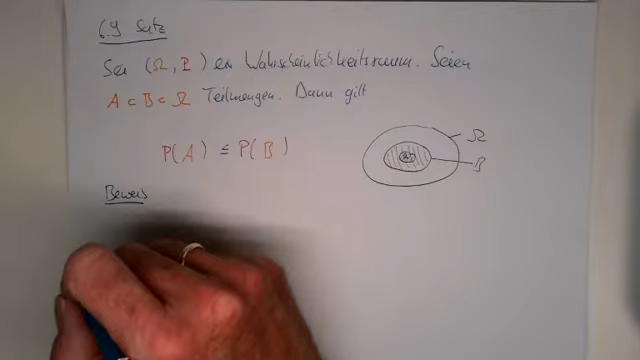 6.9 Satz
Sei (Ω, P) ein Wahrscheinlichkeitsraum. Seien
A ⊂ B ⊂ Ω Teilmengen. Dann gilt
P(A) ≤ P(B)
Ω
A
B
Beweis